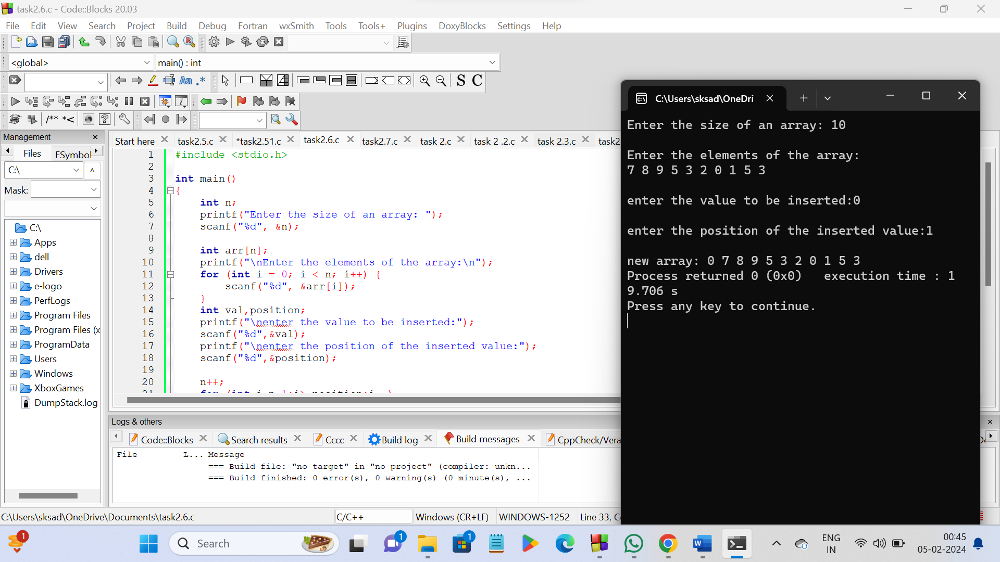 task2.6.c - Code::Blocks 20.03
File Edit View Search Project Build Debug Fortran wxSmith Tools Tools+ Plugins DoxyBlocks Settings Help
<global> main() : int
Aa .* S C
/** *<
Management
Files FSymbol
C:\
Mask:
C:\
Apps
dell
Drivers
e-logo
PerfLogs
Program Files
Program Files (x
ProgramData
Users
Windows
XboxGames
DumpStack.log
Start here task2.5.c *task2.51.c task2.6.c task2.7.c task 2.c task 2 .2.c task 2.3.c task2
1 #include <stdio.h>
2
3 int main()
4 {
5 int n;
6 printf("Enter the size of an array: ");
7 scanf("%d", &n);
8
9 int arr[n];
10 printf("\nEnter the elements of the array:\n");
11 for (int i = 0; i < n; i++) {
12 scanf("%d", &arr[i]);
13 }
14 int val,position;
15 printf("\nenter the value to be inserted:");
16 scanf("%d",&val);
17 printf("\nenter the position of the inserted value:");
18 scanf("%d",&position);
19
20 n++;
21
C:\Users\sksad\OneDri
Enter the size of an array: 10
Enter the elements of the array:
7 8 9 5 3 2 0 1 5 3
enter the value to be inserted:0
enter the position of the inserted value:1
new array: 0 7 8 9 5 3 2 0 1 5 3
Process returned 0 (0x0) execution time : 1
9.706 s
Press any key to continue.
Logs & others
Code::Blocks Search results Cccc Build log Build messages CppCheck/Vera
File L... Message
=== Build file: "no target" in "no project" (compiler: unkn...
=== Build finished: 0 error(s), 0 warning(s) (0 minute(s), ...
C:\Users\sksad\OneDrive\Documents\task2.6.c C/C++ Windows (CR+LF) WINDOWS-1252 Line 33, C
1 Search 1 1 ENG
IN
00:45
05-02-2024